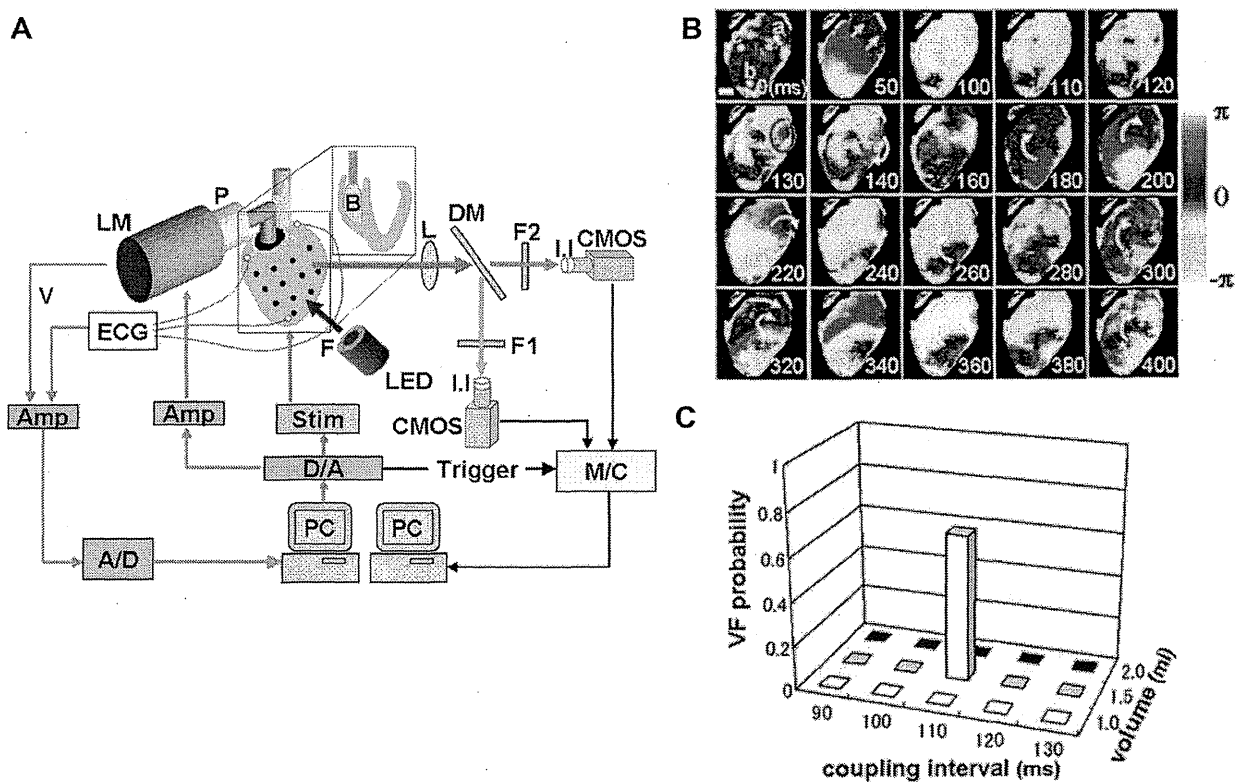 A
LM
P
B
L
DM
F2
I.I
CMOS
V
ECG
F
LED
F1
I.I
CMOS
Amp
Amp
Stim
D/A
Trigger
M/C
PC
PC
A/D
B
b
0(ms)
50
100
110
120
130
140
160
180
200
220
240
260
280
300
320
340
360
380
400
π
0
-π
C
VF probability
1
0.8
0.6
0.4
0.2
0
90
100
110
120
130
coupling interval (ms)
1.0
1.5
2.0
volume (ml)